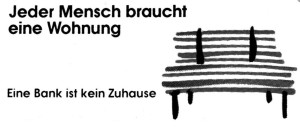 Jeder Mensch braucht
eine Wohnung
Eine Bank ist kein Zuhause